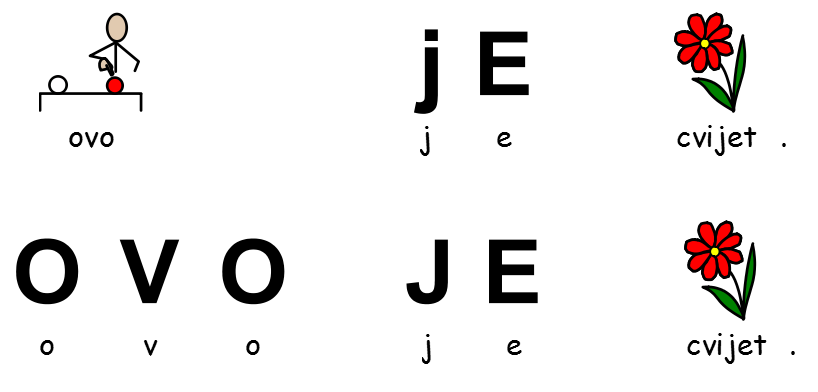 jE
ovo j e cvijet .
O V O J E
o v o j e cvijet .